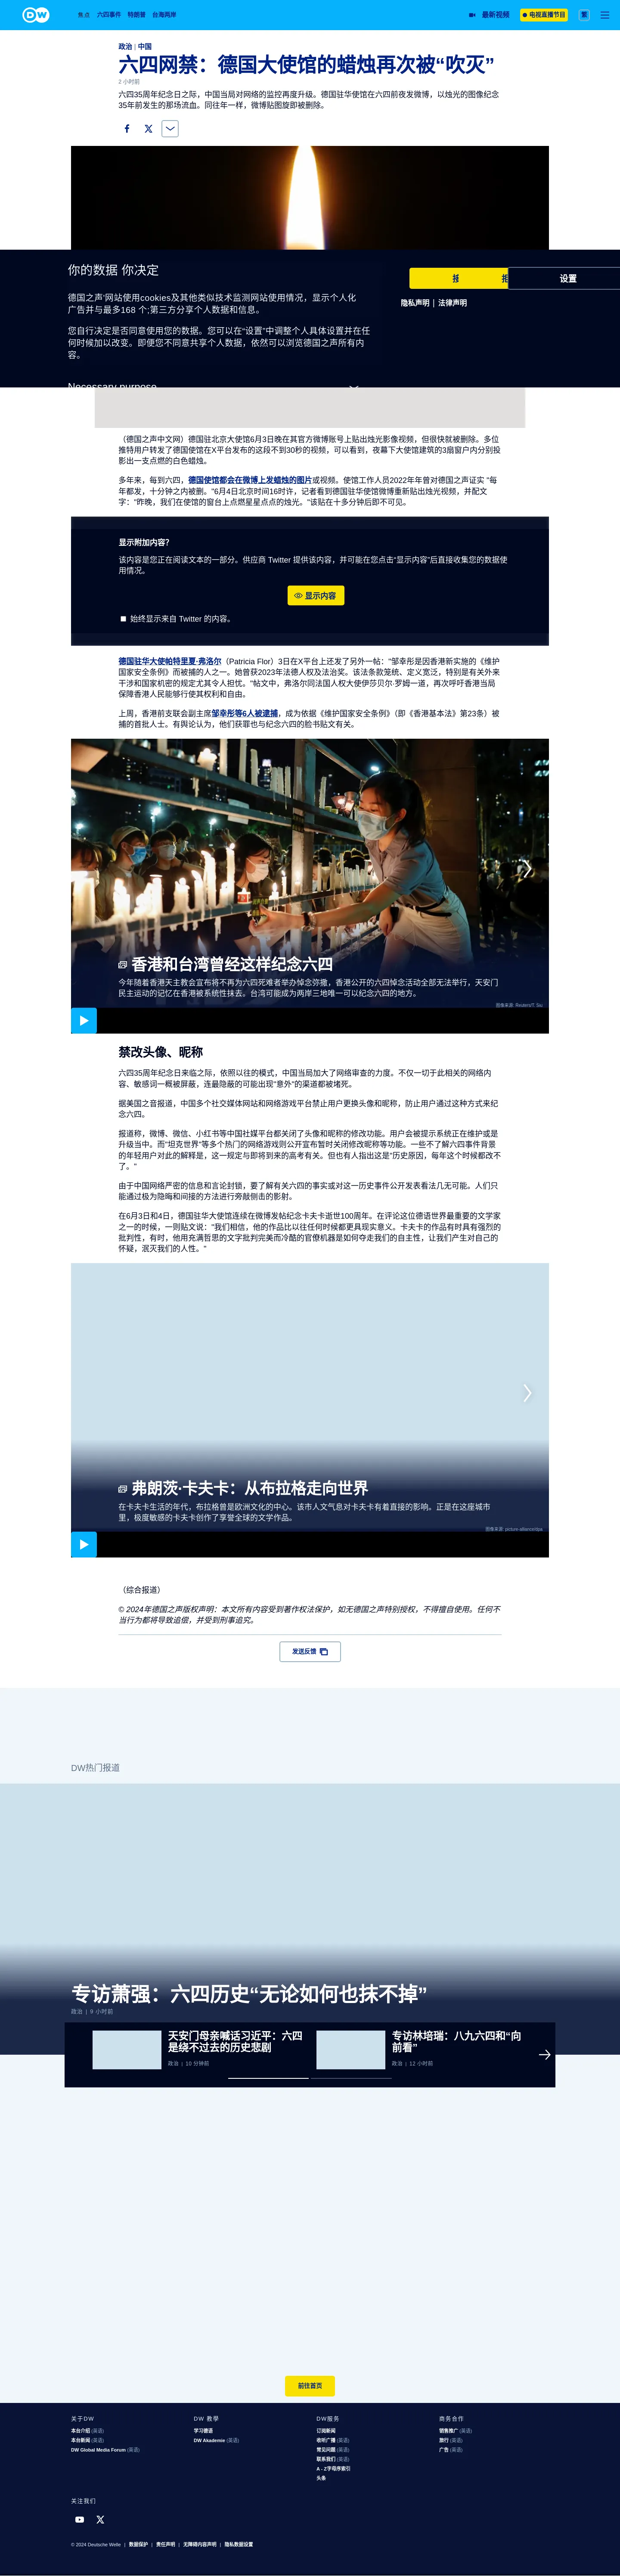 DW
焦点 六四事件 特朗普 台海两岸
最新视频
电视直播节目
繁
政治 | 中国
六四网禁：德国大使馆的蜡烛再次被“吹灭”
2 小时前
六四35周年纪念日之际，中国当局对网络的监控再度升级。德国驻华使馆在六四前夜发微博，以烛光的图像纪念
35年前发生的那场流血。同往年一样，微博贴图旋即被删除。
你的数据 你决定
德国之声'网站使用cookies及其他类似技术监测网站使用情况，显示个人化
广告并与最多168 个;第三方分享个人数据和信息。
您自行决定是否同意使用您的数据。您可以在“设置”中调整个人具体设置并在任
何时候加以改变。即便您不同意共享个人数据，依然可以浏览德国之声所有内
容。
Necessary purpose
设置
隐私声明 | 法律声明
（德国之声中文网）德国驻北京大使馆6月3日晚在其官方微博账号上贴出烛光影像视频，但很快就被删除。多位
推特用户转发了德国使馆在X平台发布的这段不到30秒的视频，可以看到，夜幕下大使馆建筑的3扇窗户内分别投
影出一支点燃的白色蜡烛。
多年来，每到六四，德国使馆都会在微博上发蜡烛的图片或视频。使馆工作人员2022年年曾对德国之声证实 "每
年都发，十分钟之内被删。"6月4日北京时间16时许，记者看到德国驻华使馆微博重新贴出烛光视频，并配文
字："昨晚，我们在使馆的窗台上点燃星星点点的烛光。"该贴在十多分钟后即不可见。
显示附加内容？
该内容是您正在阅读文本的一部分。供应商 Twitter 提供该内容，并可能在您点击“显示内容”后直接收集您的数据使
用情况。
显示内容
始终显示来自 Twitter 的内容。
德国驻华大使帕特里夏·弗洛尔（Patricia Flor）3日在X平台上还发了另外一帖："邹幸彤是因香港新实施的《维护
国家安全条例》而被捕的人之一。她曾获2023年法德人权及法治奖。该法条款笼统、定义宽泛，特别是有关外来
干涉和国家机密的规定尤其令人担忧。"帖文中，弗洛尔同法国人权大使伊莎贝尔·罗姆一道，再次呼吁香港当局
保障香港人民能够行使其权利和自由。
上周，香港前支联会副主席邹幸彤等6人被逮捕，成为依据《维护国家安全条例》（即《香港基本法》第23条）被
捕的首批人士。有舆论认为，他们获罪也与纪念六四的脸书贴文有关。
香港和台湾曾经这样纪念六四
今年随着香港天主教会宣布将不再为六四死难者举办悼念弥撒，香港公开的六四悼念活动全部无法举行，天安门
民主运动的记忆在香港被系统性抹去。台湾可能成为两岸三地唯一可以纪念六四的地方。
图像来源: Reuters/T. Siu
禁改头像、昵称
六四35周年纪念日来临之际，依照以往的模式，中国当局加大了网络审查的力度。不仅一切于此相关的网络内
容、敏感词一概被屏蔽，连最隐蔽的可能出现"意外"的渠道都被堵死。
据美国之音报道，中国多个社交媒体网站和网络游戏平台禁止用户更换头像和昵称，防止用户通过这种方式来纪
念六四。
报道称，微博、微信、小红书等中国社媒平台都关闭了头像和昵称的修改功能。用户会被提示系统正在维护或是
升级当中。而"坦克世界"等多个热门的网络游戏则公开宣布暂时关闭修改昵称等功能。一些不了解六四事件背景
的年轻用户对此的解释是，这一规定与即将到来的高考有关。但也有人指出这是"历史原因，每年这个时候都改不
了。"
由于中国网络严密的信息和言论封锁，要了解有关六四的事实或对这一历史事件公开发表看法几无可能。人们只
能通过极为隐晦和间接的方法进行旁敲侧击的影射。
在6月3日和4日，德国驻华大使馆连续在微博发帖纪念卡夫卡逝世100周年。在评论这位德语世界最重要的文学家
之一的时候，一则贴文说："我们相信，他的作品比以往任何时候都更具现实意义。卡夫卡的作品有时具有强烈的
批判性，有时，他用充满哲思的文字批判完美而冷酷的官僚机器是如何夺走我们的自主性，让我们产生对自己的
怀疑，泯灭我们的人性。"
弗朗茨·卡夫卡：从布拉格走向世界
在卡夫卡生活的年代，布拉格曾是欧洲文化的中心。该市人文气息对卡夫卡有着直接的影响。正是在这座城市
里，极度敏感的卡夫卡创作了享誉全球的文学作品。
图像来源: picture-alliance/dpa
（综合报道）
© 2024年德国之声版权声明：本文所有内容受到著作权法保护，如无德国之声特别授权，不得擅自使用。任何不
当行为都将导致追偿，并受到刑事追究。
发送反馈
DW热门报道
专访萧强：六四历史“无论如何也抹不掉”
政治 | 9 小时前
天安门母亲喊话习近平：六四
是绕不过去的历史悲剧
政治 | 10 分钟前
专访林培瑞：八九六四和“向
前看”
政治 | 12 小时前
前往首页
关于DW
本台介绍 (英语)
本台新闻 (英语)
DW Global Media Forum (英语)
DW 教學
学习德语
DW Akademie (英语)
DW服务
订阅新闻
收听广播 (英语)
常见问题 (英语)
联系我们 (英语)
A - Z字母序索引
头条
商务合作
销售推广 (英语)
旅行 (英语)
广告 (英语)
关注我们
© 2024 Deutsche Welle | 数据保护 | 责任声明 | 无障碍内容声明 | 隐私数据设置